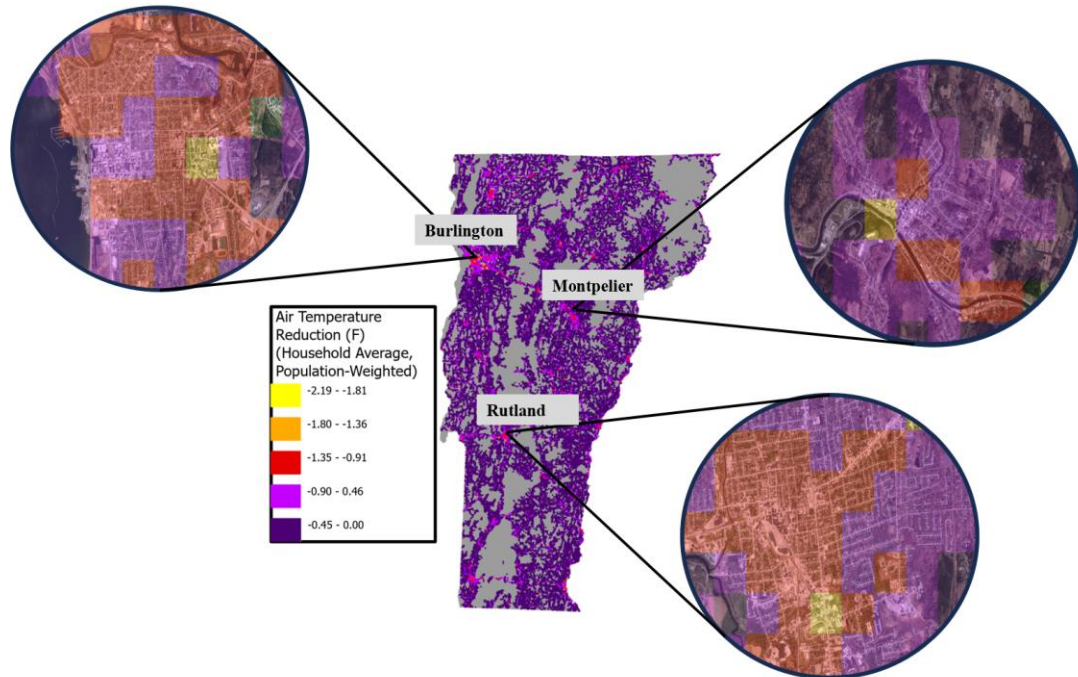 Burlington
Montpelier
Air Temperature
Reduction (F)
(Household Average,
Population-Weighted)
-2.19 - -1.81
-1.80 - -1.36
-1.35 - -0.91
-0.90 - 0.46
-0.45 - 0.00
Rutland